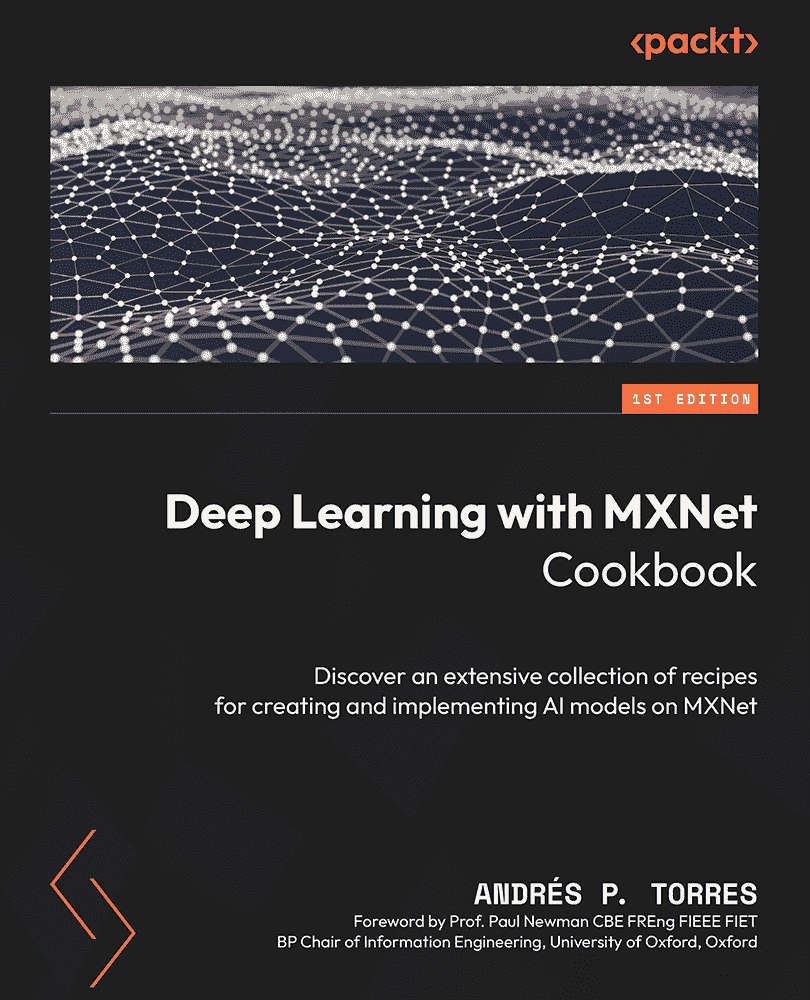 <packt>
1ST EDITION
Deep Learning with MXNet
Cookbook
Discover an extensive collection of recipes
for creating and implementing AI models on MXNet
ANDRÉS P. TORRES
Foreword by Prof. Paul Newman CBE FREng FIEEE FIET
BP Chair of Information Engineering, University of Oxford, Oxford